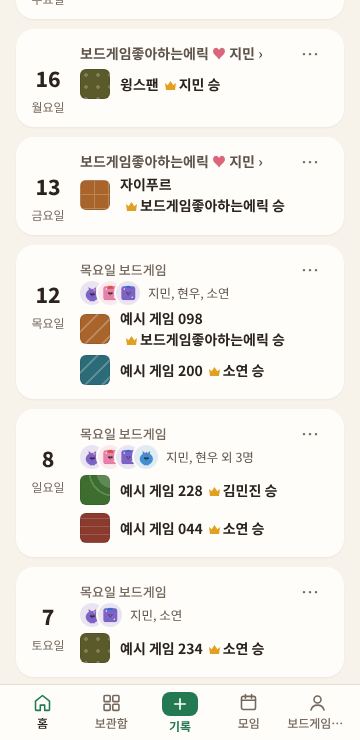 보드게임좋아하는에릭 ♥ 지민 ›
16
월요일
윙스팬 지민 승
보드게임좋아하는에릭 ♥ 지민 ›
13
금요일
자이푸르
보드게임좋아하는에릭 승
목요일 보드게임
12
목요일
지민, 현우, 소연
예시 게임 098
보드게임좋아하는에릭 승
예시 게임 200 소연 승
목요일 보드게임
8
일요일
지민, 현우 외 3명
예시 게임 228 김민진 승
예시 게임 044 소연 승
목요일 보드게임
7
토요일
지민, 소연
예시 게임 234 소연 승
홈
보관함
기록
모임
보드게임…